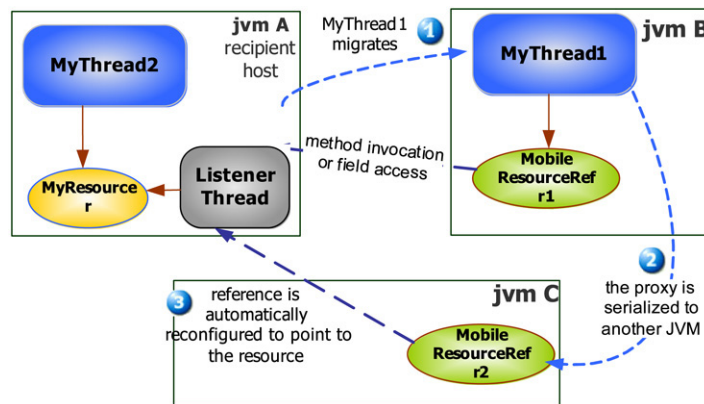 jvm A
recipient
host
MyThread2
MyResource
r
Listener
Thread
MyThread1
migrates
1
jvm B
MyThread1
method invocation
or field access
Mobile
ResourceRef
r1
2
the proxy is
serialized to
another JVM
jvm C
3
reference is
automatically
reconfigured to point to
the resource
Mobile
ResourceRef
r2